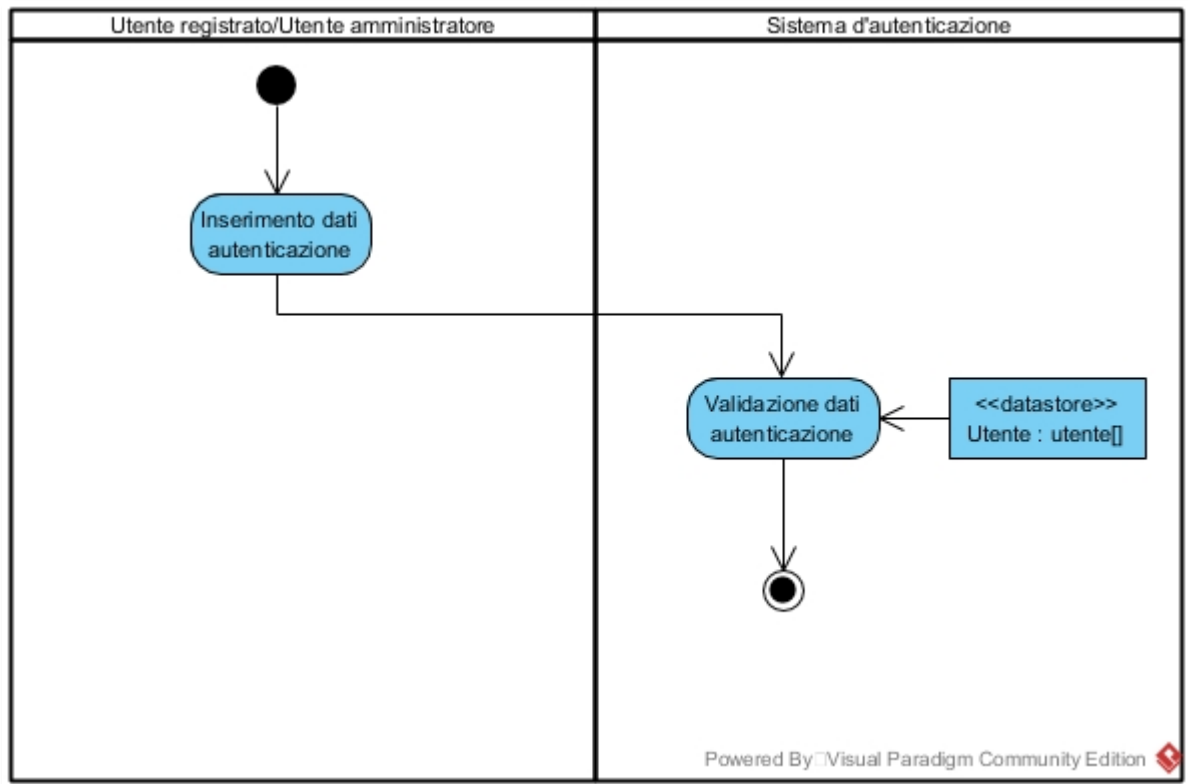 Utente registrato/Utente amministratore
Sistema d'autenticazione
Inserimento dati
autenticazione
Validazione dati
autenticazione
<<datastore>>
Utente : utente[]
Powered By Visual Paradigm Community Edition